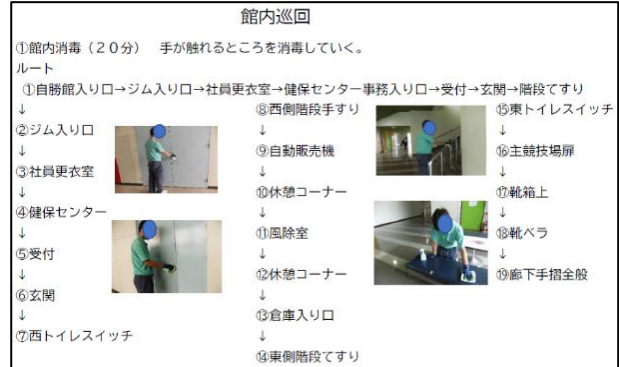 館内巡回
①館内消毒（２０分）　手が触れるところを消毒していく。
ルート
①自勝館入り口→ジム入り口→社員更衣室→健保センター事務入り口→受付→玄関→階段てすり
↓
②ジム入り口
↓
③社員更衣室
↓
④健保センター
↓
⑤受付
↓
⑥玄関
↓
⑦西トイレスイッチ
⑧西側階段手すり
↓
⑨自動販売機
↓
⑩休憩コーナー
↓
⑪風除室
↓
⑫休憩コーナー
↓
⑬倉庫入り口
↓
⑭東側階段てすり
⑮東トイレスイッチ
↓
⑯主競技場扉
↓
⑰靴箱上
↓
⑱靴ベラ
↓
⑲廊下手摺全般